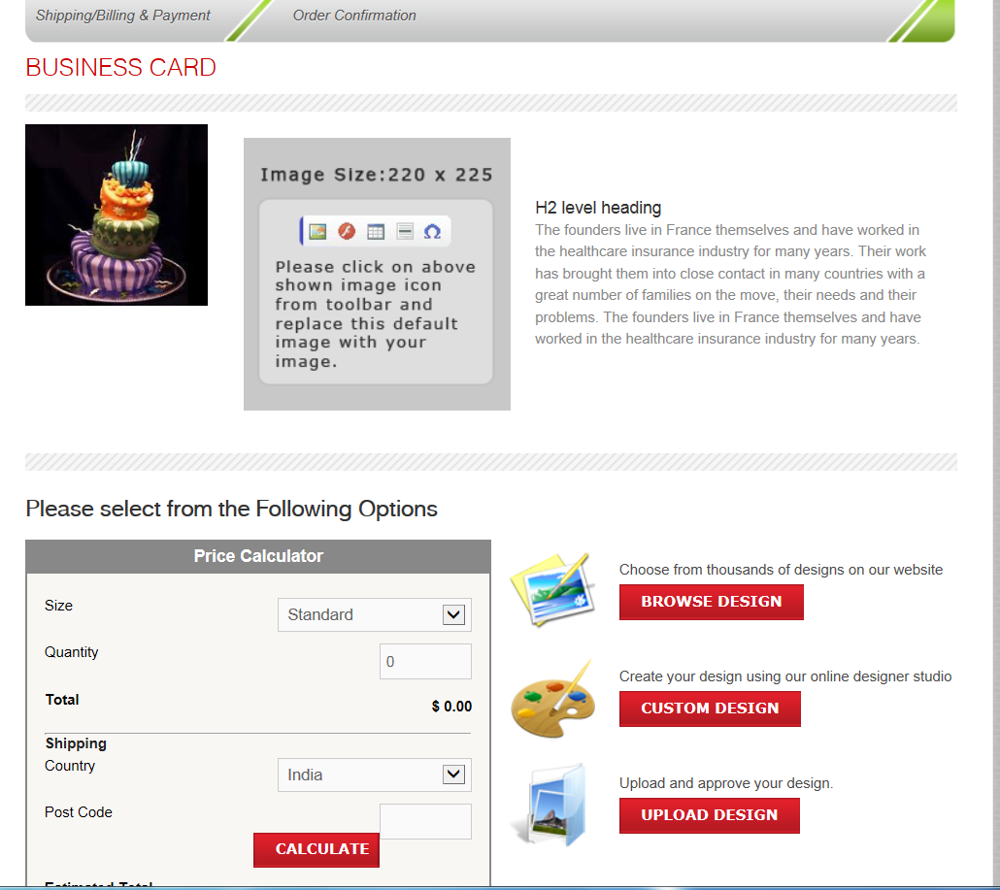 Shipping/Billing & Payment
Order Confirmation
BUSINESS CARD
Image Size:220 x 225
Please click on above
shown image icon
from toolbar and
replace this default
image with your
image.
H2 level heading
The founders live in France themselves and have worked in
the healthcare insurance industry for many years. Their work
has brought them into close contact in many countries with a
great number of families on the move, their needs and their
problems. The founders live in France themselves and have
worked in the healthcare insurance industry for many years.
Please select from the Following Options
Price Calculator
Size
Standard
Quantity
0
Total
$ 0.00
Shipping
Country
India
Post Code
CALCULATE
Estimated Total
Choose from thousands of designs on our website
BROWSE DESIGN
Create your design using our online designer studio
CUSTOM DESIGN
Upload and approve your design.
UPLOAD DESIGN